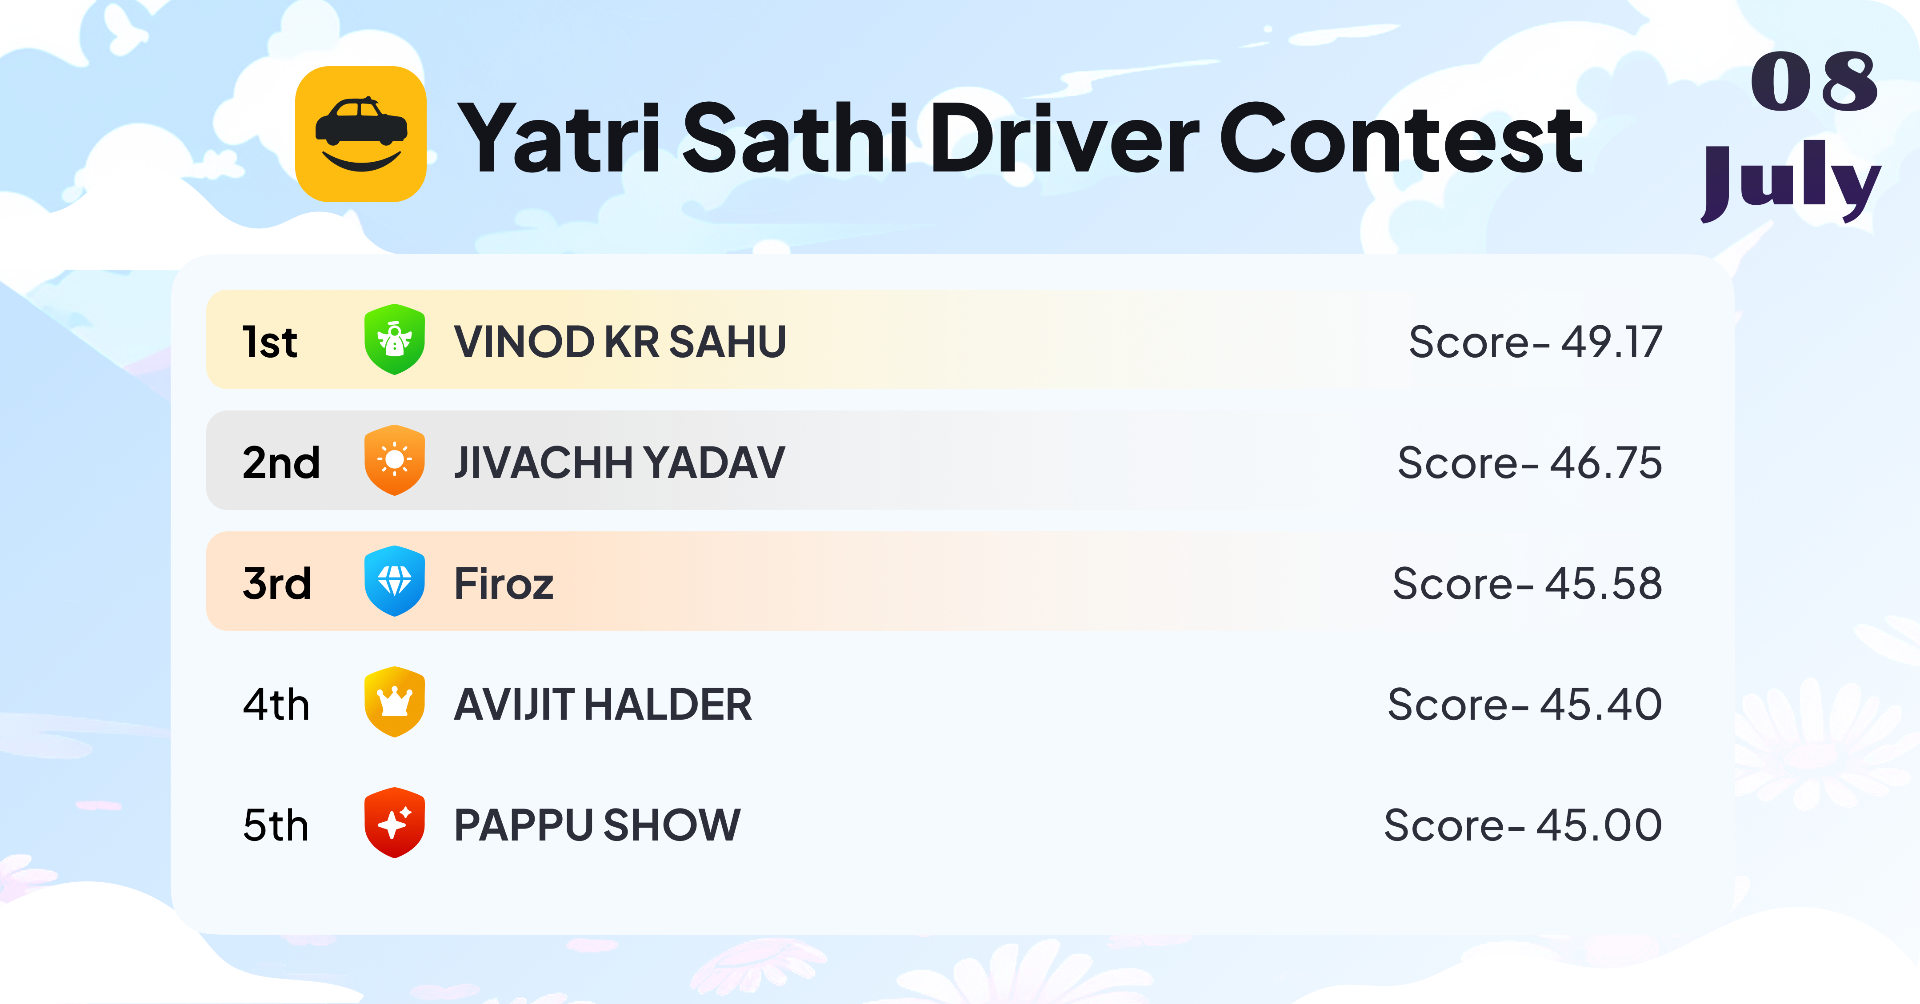 Yatri Sathi Driver Contest
08
July
1st VINOD KR SAHU Score- 49.17
2nd JIVACHH YADAV Score- 46.75
3rd Firoz Score- 45.58
4th AVIJIT HALDER Score- 45.40
5th PAPPU SHOW Score- 45.00